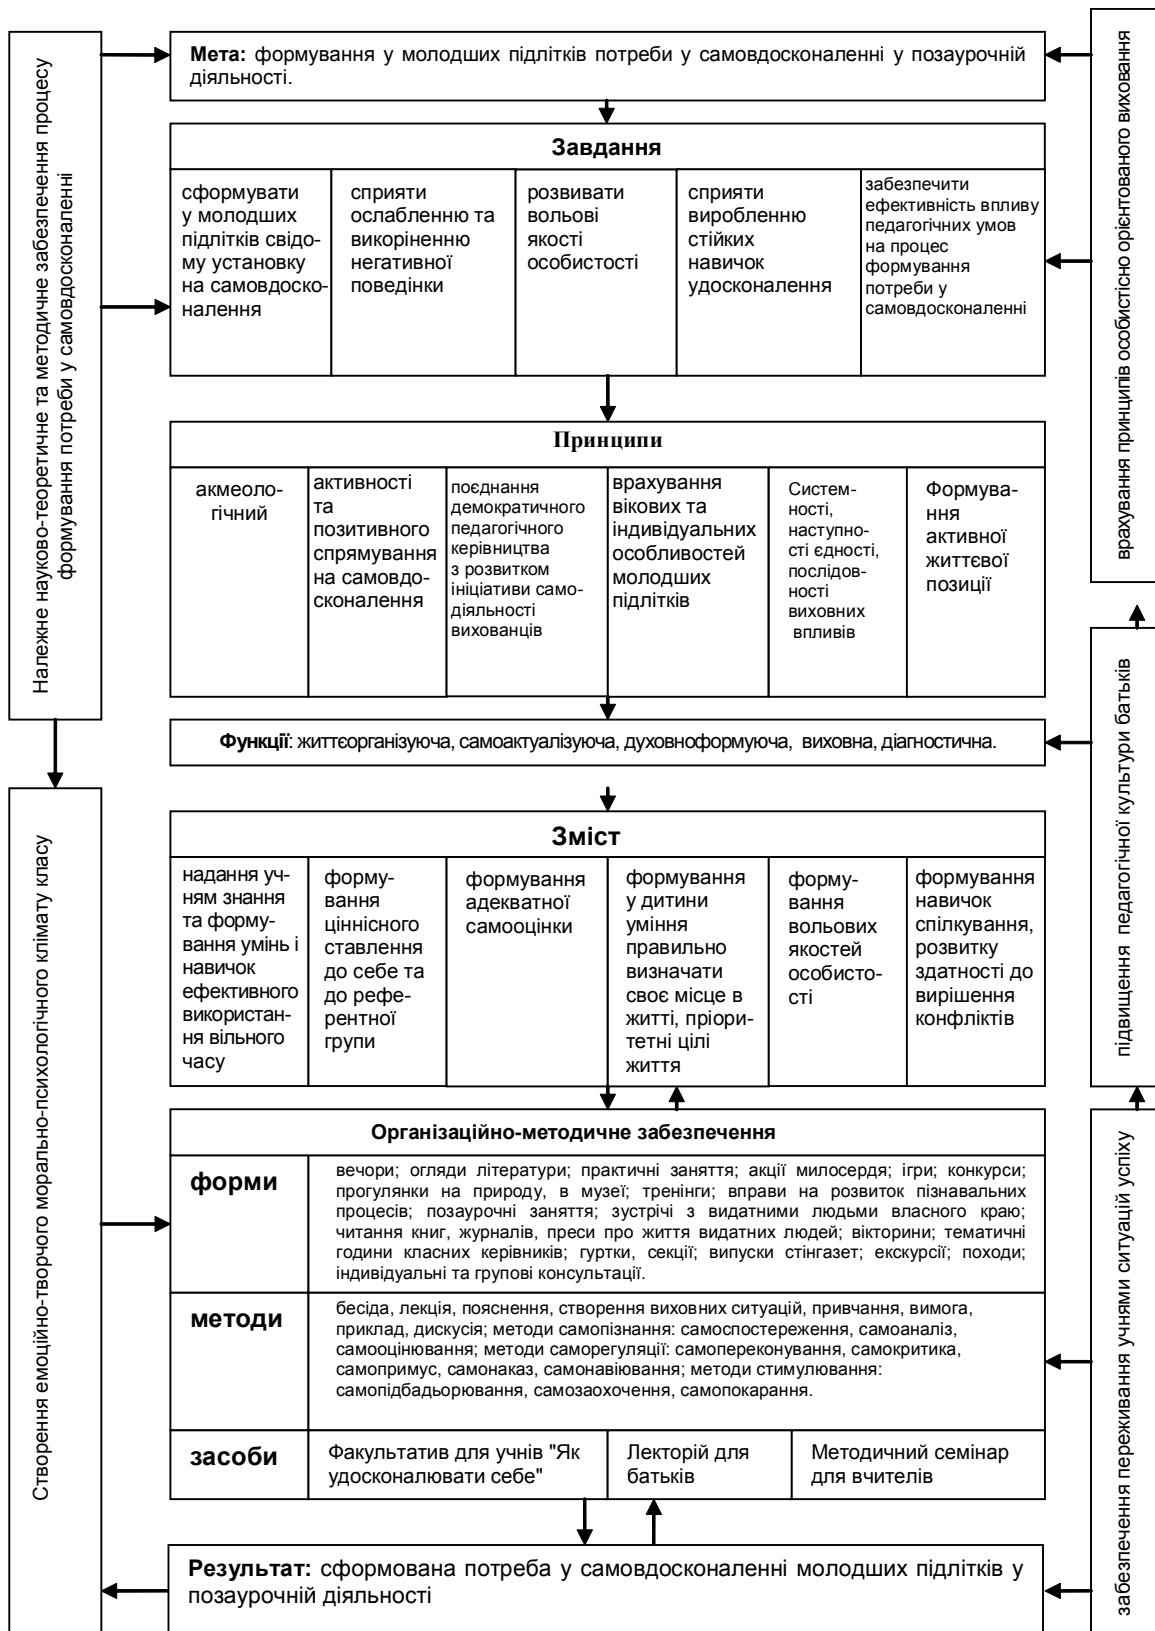 Мета: формування у молодших підлітків потреби у самовдосконаленні у позаурочній
діяльності.
Завдання
сформувати
у молодших
підлітків свідо-
му установку
на самовдоско-
налення
сприяти
ослабленню та
викоріненню
негативної
поведінки
розвивати
вольові
якості
особистості
сприяти
виробленню
стійких
навичок
удосконалення
забезпечити
ефективність впливу
педагогічних умов
на процес
формування
потреби у
самовдосконаленні
Принципи
акмеоло-
гічний
активності
та
позитивного
спрямування
на самовдо-
сконалення
поєднання
демократичного
педагогічного
керівництва
з розвитком
ініціативи само-
діяльності
вихованців
врахування
вікових та
індивідуальних
особливостей
молодших
підлітків
Систем-
ності,
наступно-
сті єдності,
послідов-
ності
виховних
впливів
Формува-
ння
активної
життєвої
позиції
Функції: життєорганізуюча, самоактуалізуюча, духовноформуюча, виховна, діагностична.
Зміст
надання уч-
ням знання
та форму-
вання умінь і
навичок
ефективного
використан-
ня вільного
часу
форму-
вання
ціннісного
ставлення
до себе та
до рефе-
рентної
групи
формування
адекватної
самооцінки
формування
у дитини
уміння
правильно
визначати
своє місце в
житті, пріори-
тетні цілі
життя
форму-
вання
вольових
якостей
особисто-
сті
формування
навичок
спілкування,
розвитку
здатності до
вирішення
конфліктів
Організаційно-методичне забезпечення
форми
вечори; огляди літератури; практичні заняття; акції милосердя; ігри; конкурси;
прогулянки на природу, в музеї; тренінги; вправи на розвиток пізнавальних
процесів; позаурочні заняття; зустрічі з видатними людьми власного краю;
читання книг, журналів, преси про життя видатних людей; вікторини; тематичні
години класних керівників; гуртки, секції; випуски стінгазет; екскурсії; походи;
індивідуальні та групові консультації.
методи
бесіда, лекція, пояснення, створення виховних ситуацій, привчання, вимога,
приклад, дискусія; методи самопізнання: самоспостереження, самоаналіз,
самооцінювання; методи саморегуляції: самопереконування, самокритика,
самопримус, самонаказ, самонавіювання; методи стимулювання:
самопідбадьорювання, самозаохочення, самопокарання.
засоби
Факультатив для учнів "Як
удосконалювати себе"
Лекторій для
батьків
Методичний семінар
для вчителів
Результат: сформована потреба у самовдосконаленні молодших підлітків у
позаурочній діяльності
Належне науково-теоретичне та методичне забезпечення процесу
формування потреби у самовдосконаленні
Створення емоційно-творчого морально-психологічного клімату класу
врахування принципів особистісно орієнтованого виховання
підвищення педагогічної культури батьків
забезпечення переживання учнями ситуацій успіху